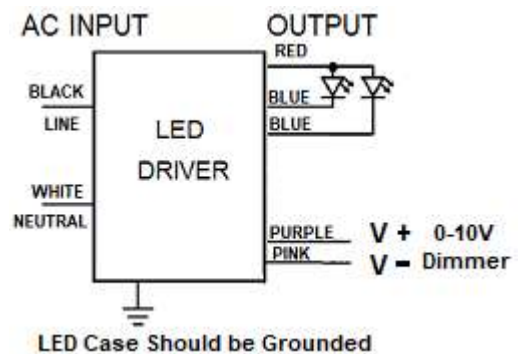 AC INPUT
OUTPUT
RED
BLACK
LINE
BLUE
BLUE
LED
DRIVER
WHITE
NEUTRAL
PURPLE
PINK
V + 0-10V
V - Dimmer
LED Case Should be Grounded